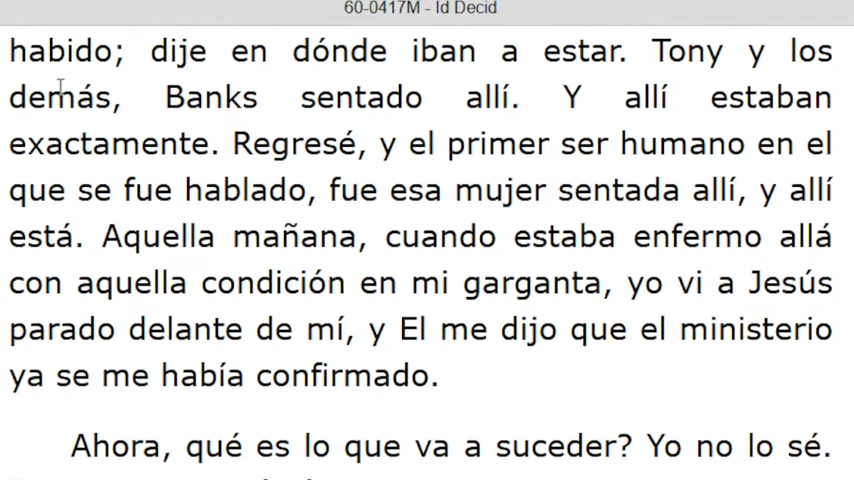 60-0417M - Id Decid
habido; dije en dónde iban a estar. Tony y los
demás, Banks sentado allí. Y allí estaban
exactamente. Regresé, y el primer ser humano en el
que se fue hablado, fue esa mujer sentada allí, y allí
está. Aquella mañana, cuando estaba enfermo allá
con aquella condición en mi garganta, yo vi a Jesús
parado delante de mí, y El me dijo que el ministerio
ya se me había confirmado.
Ahora, qué es lo que va a suceder? Yo no lo sé.